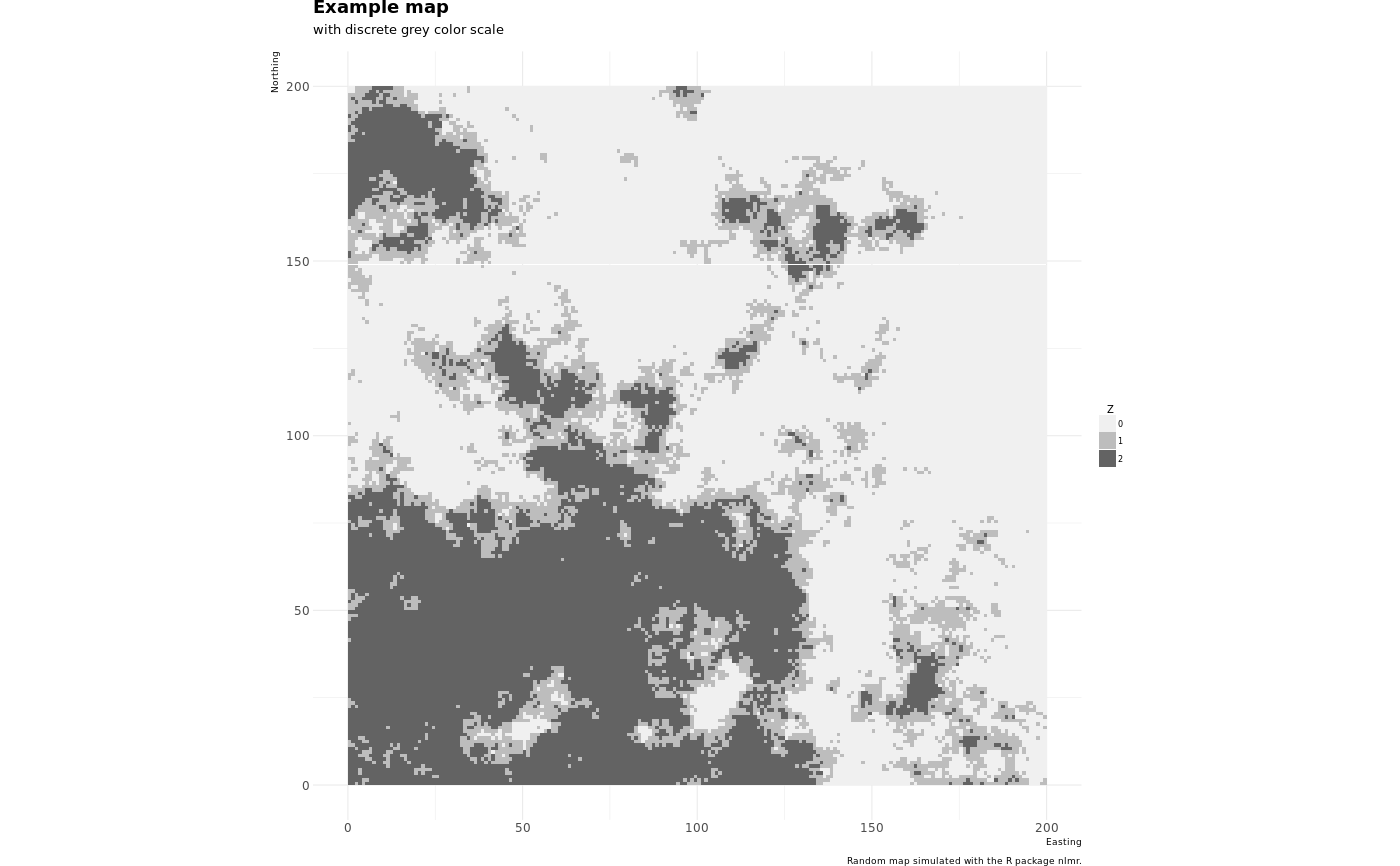 Example map
with discrete grey color scale
Northing
200
150
100
50
0
0
50
100
150
200
Easting
Z
0
1
2
Random map simulated with the R package nlmr.